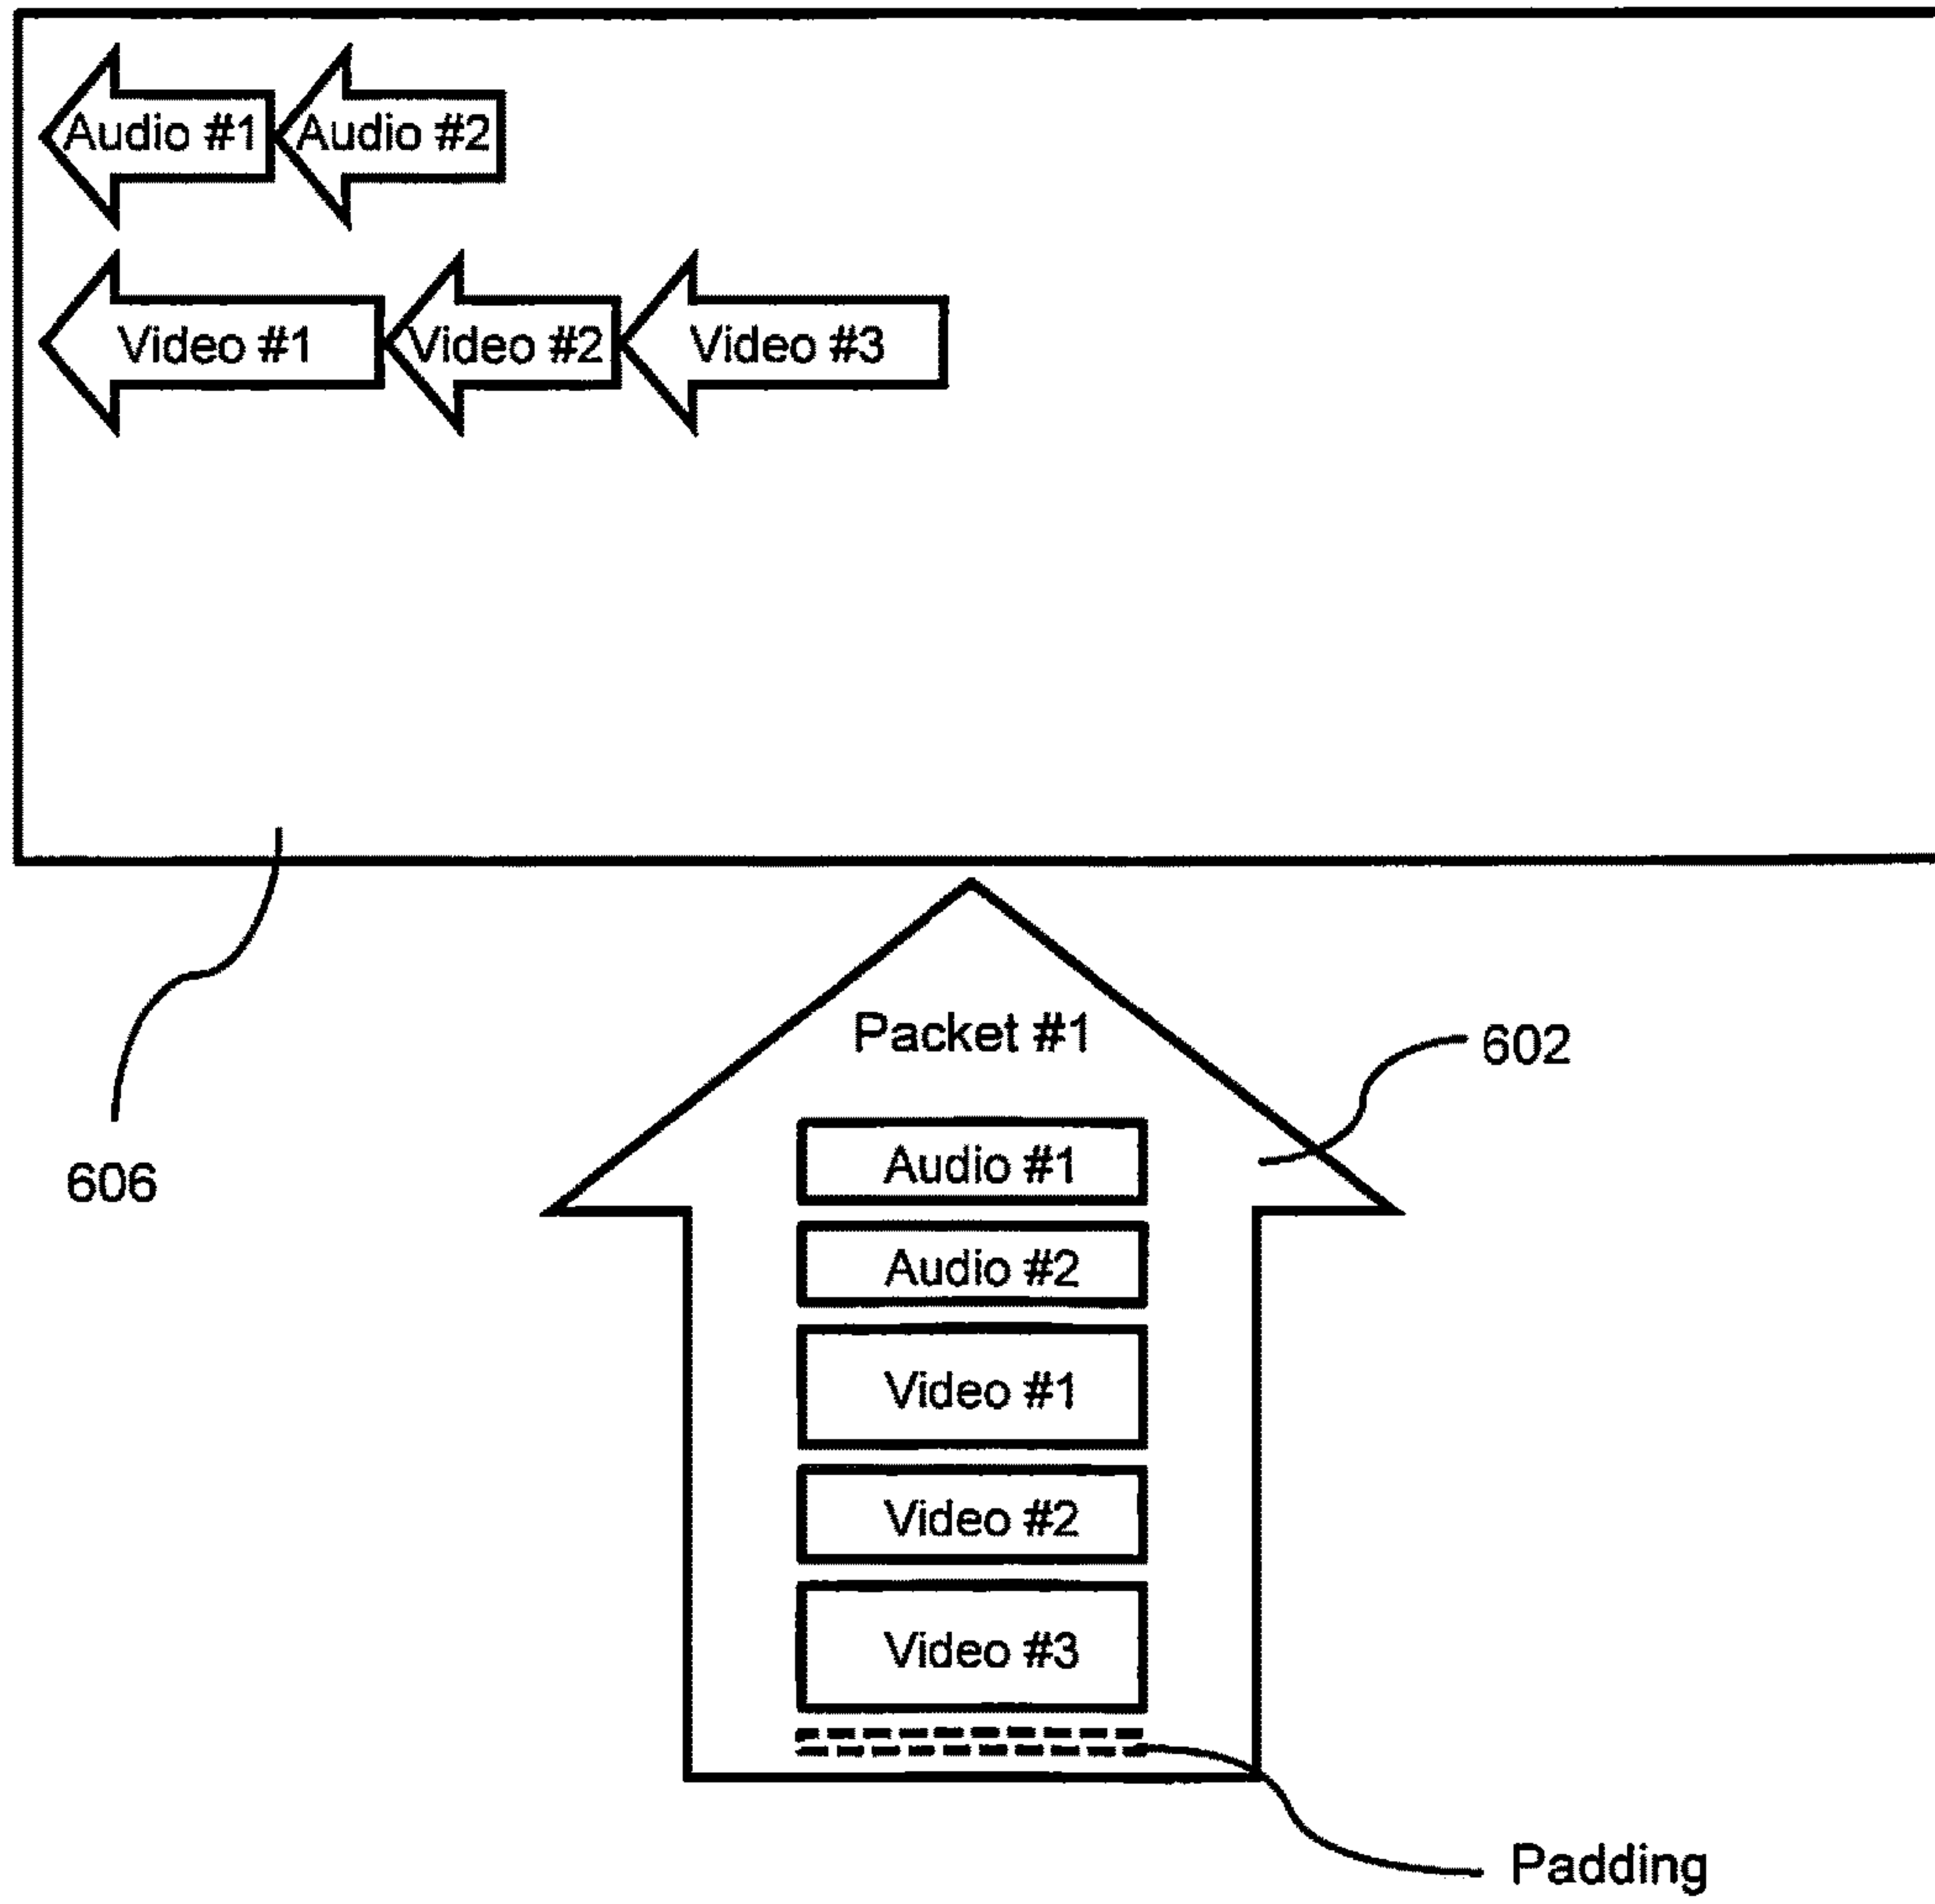 Audio #1 Audio #2
Video #1 Video #2 Video #3
Packet #1
602
Audio #1
606
Audio #2
Video #1
Video #2
Video #3
Padding